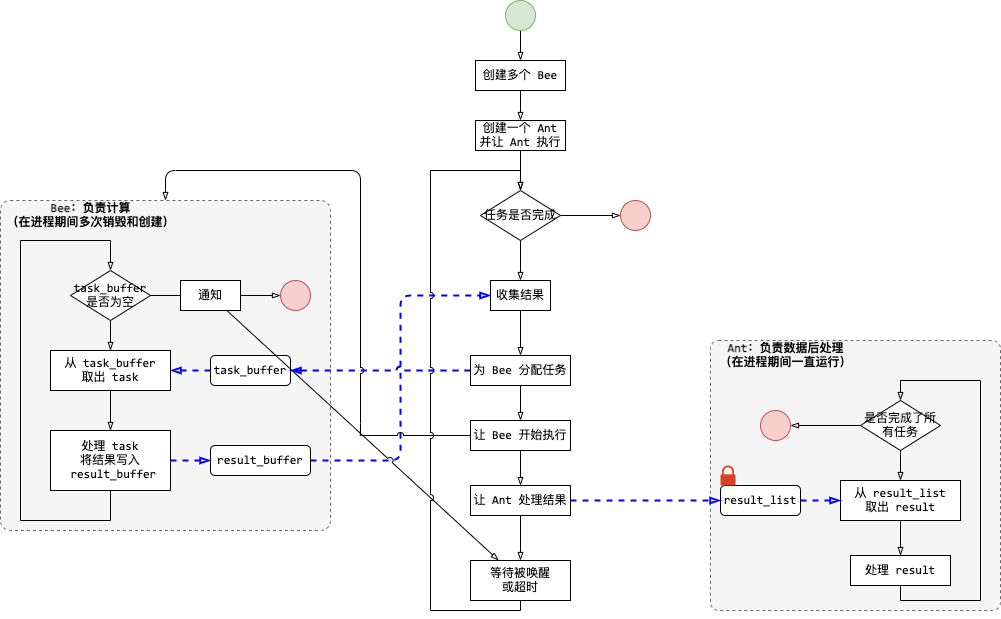 创建多个 Bee
创建一个 Ant
并让 Ant 执行
任务是否完成
收集结果
为 Bee 分配任务
让 Bee 开始执行
让 Ant 处理结果
等待被唤醒
或超时
Bee: 负责计算
(在进程期间多次销毁和创建)
task_buffer
是否为空
通知
从 task_buffer
取出 task
task_buffer
处理 task
将结果写入
result_buffer
result_buffer
Ant: 负责数据后处理
(在进程期间一直运行)
是否完成了所
有任务
result_list
从 result_list
取出 result
处理 result